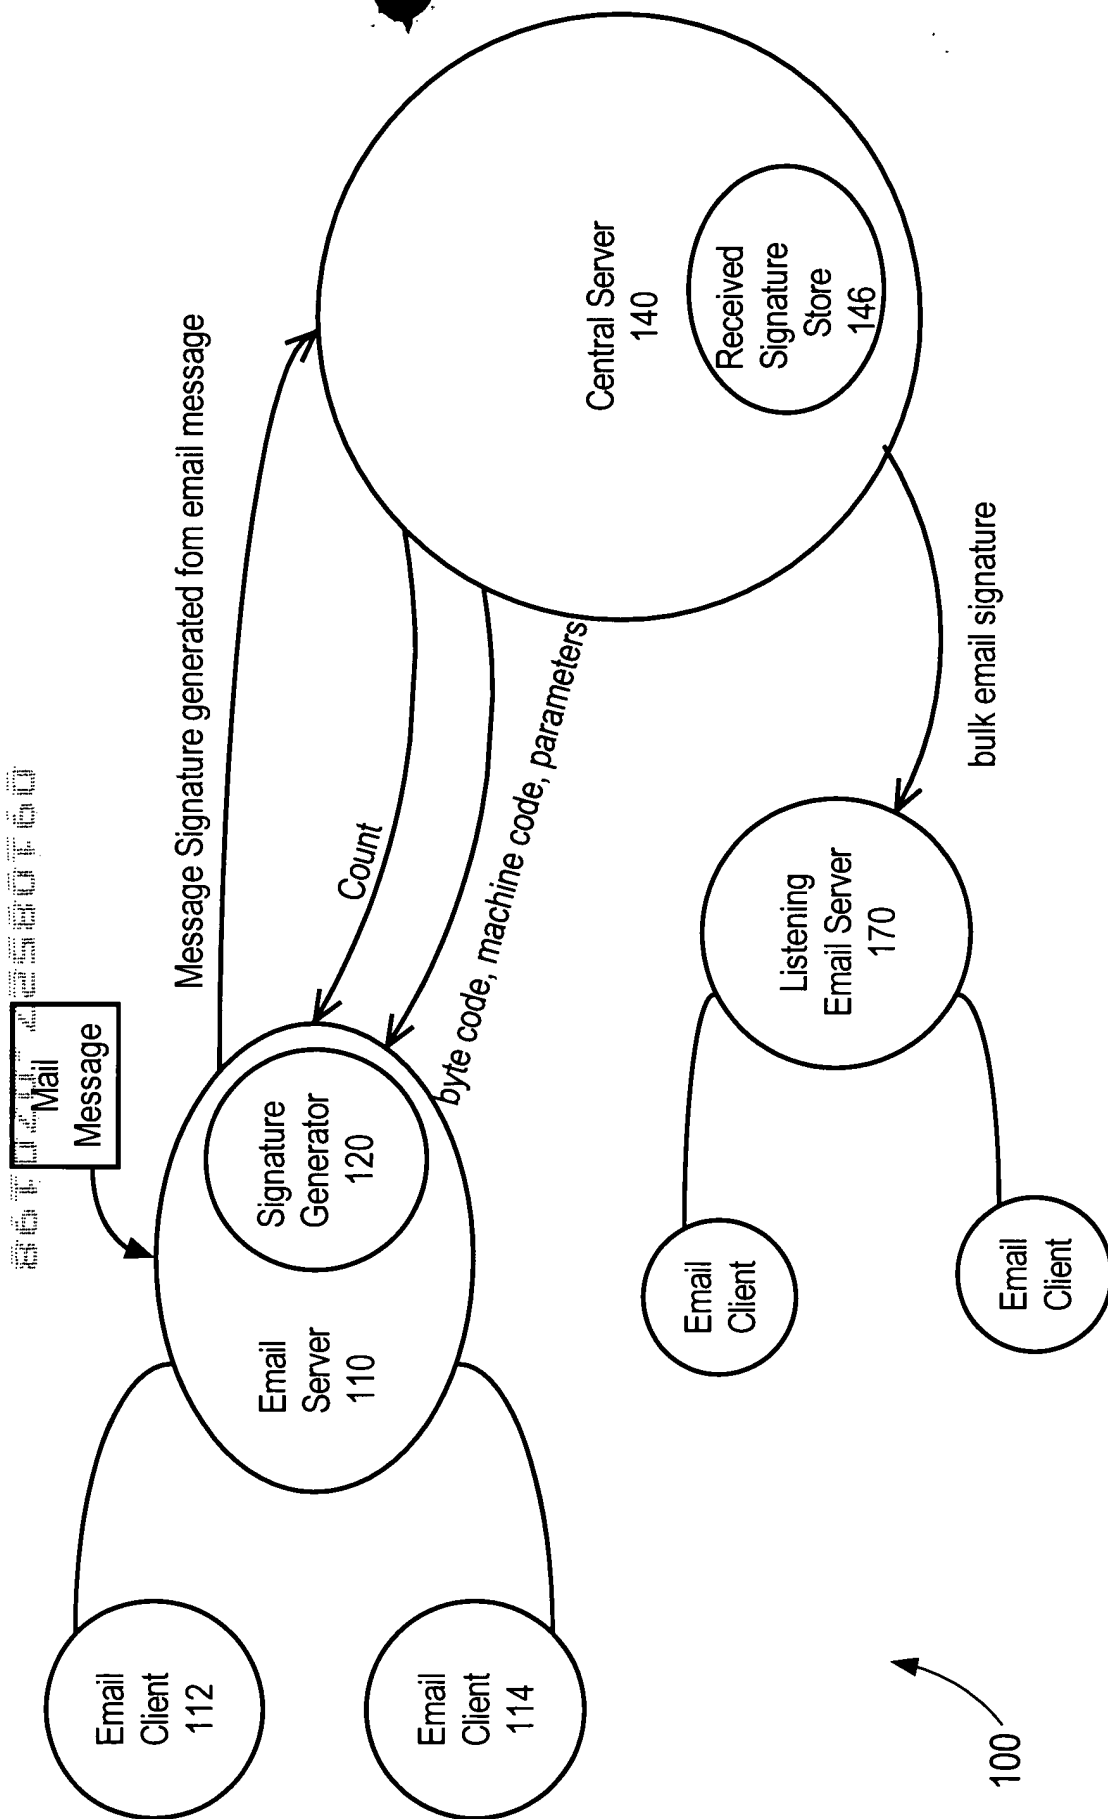 Mail
Message
Message Signature generated fom email message
Count
byte code, machine code, parameters
Email
Client
112
Email
Client
114
Email
Server
110
Signature
Generator
120
Central Server
140
Received
Signature
Store
146
bulk email signature
Listening
Email Server
170
Email
Client
Email
Client
100